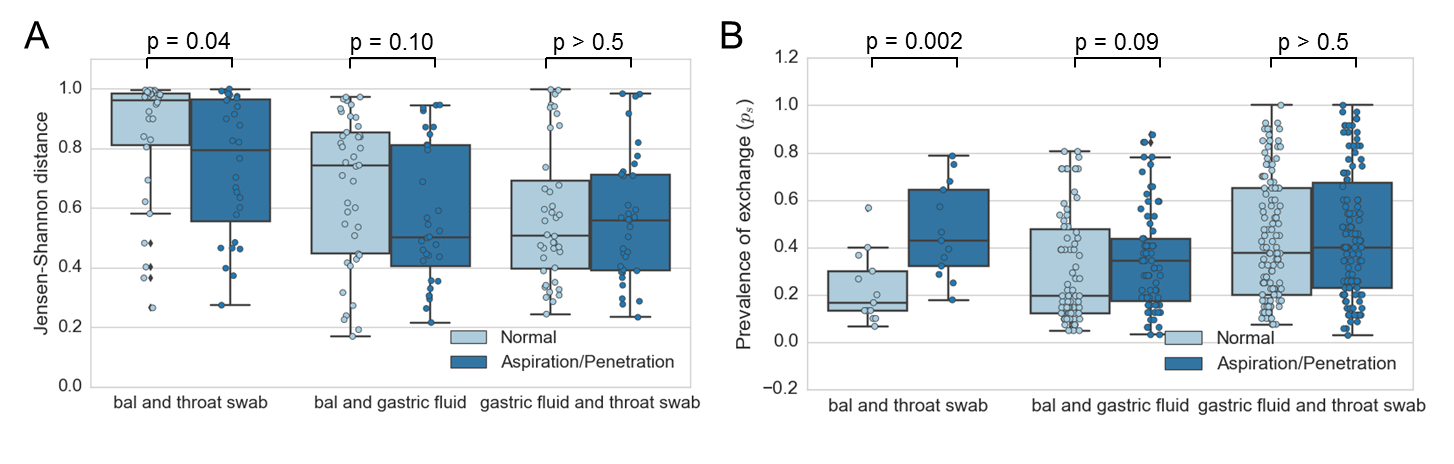 A
p = 0.04
p = 0.10
p > 0.5
Jensen-Shannon distance
1.0
0.8
0.6
0.4
0.2
0.0
Normal
Aspiration/Penetration
bal and throat swab
bal and gastric fluid
gastric fluid and throat swab
B
p = 0.002
p = 0.09
p > 0.5
Prevalence of exchange (pₛ)
1.2
1.0
0.8
0.6
0.4
0.2
0.0
−0.2
Normal
Aspiration/Penetration
bal and throat swab
bal and gastric fluid
gastric fluid and throat swab